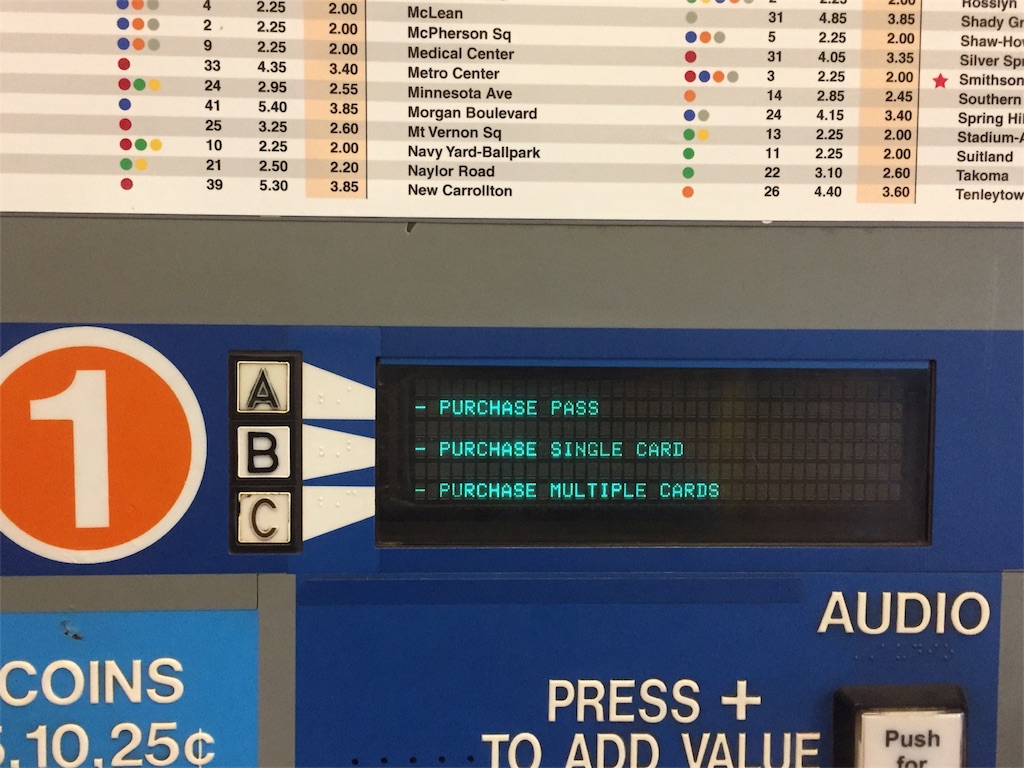 4 2.25 2.00
2 2.25 2.00
9 2.25 2.00
33 4.35 3.40
24 2.95 2.55
41 5.40 3.85
25 3.25 2.60
10 2.25 2.00
21 2.50 2.20
39 5.30 3.85
McLean 31 4.85 3.85
McPherson Sq 5 2.25 2.00
Medical Center 31 4.05 3.35
Metro Center 3 2.25 2.00
Minnesota Ave 14 2.85 2.45
Morgan Boulevard 24 4.15 3.40
Mt Vernon Sq 13 2.25 2.00
Navy Yard-Ballpark 11 2.25 2.00
Naylor Road 22 3.10 2.60
New Carrollton 26 4.40 3.60
Rosslyn
Shady Gr
Shaw-Ho
Silver Spr
Smithson
Southern
Spring Hil
Stadium-A
Suitland
Takoma
Tenleytow
1
A - PURCHASE PASS
B - PURCHASE SINGLE CARD
C - PURCHASE MULTIPLE CARDS
COINS
5,10,25¢
PRESS +
TO ADD VALUE
AUDIO
Push
for